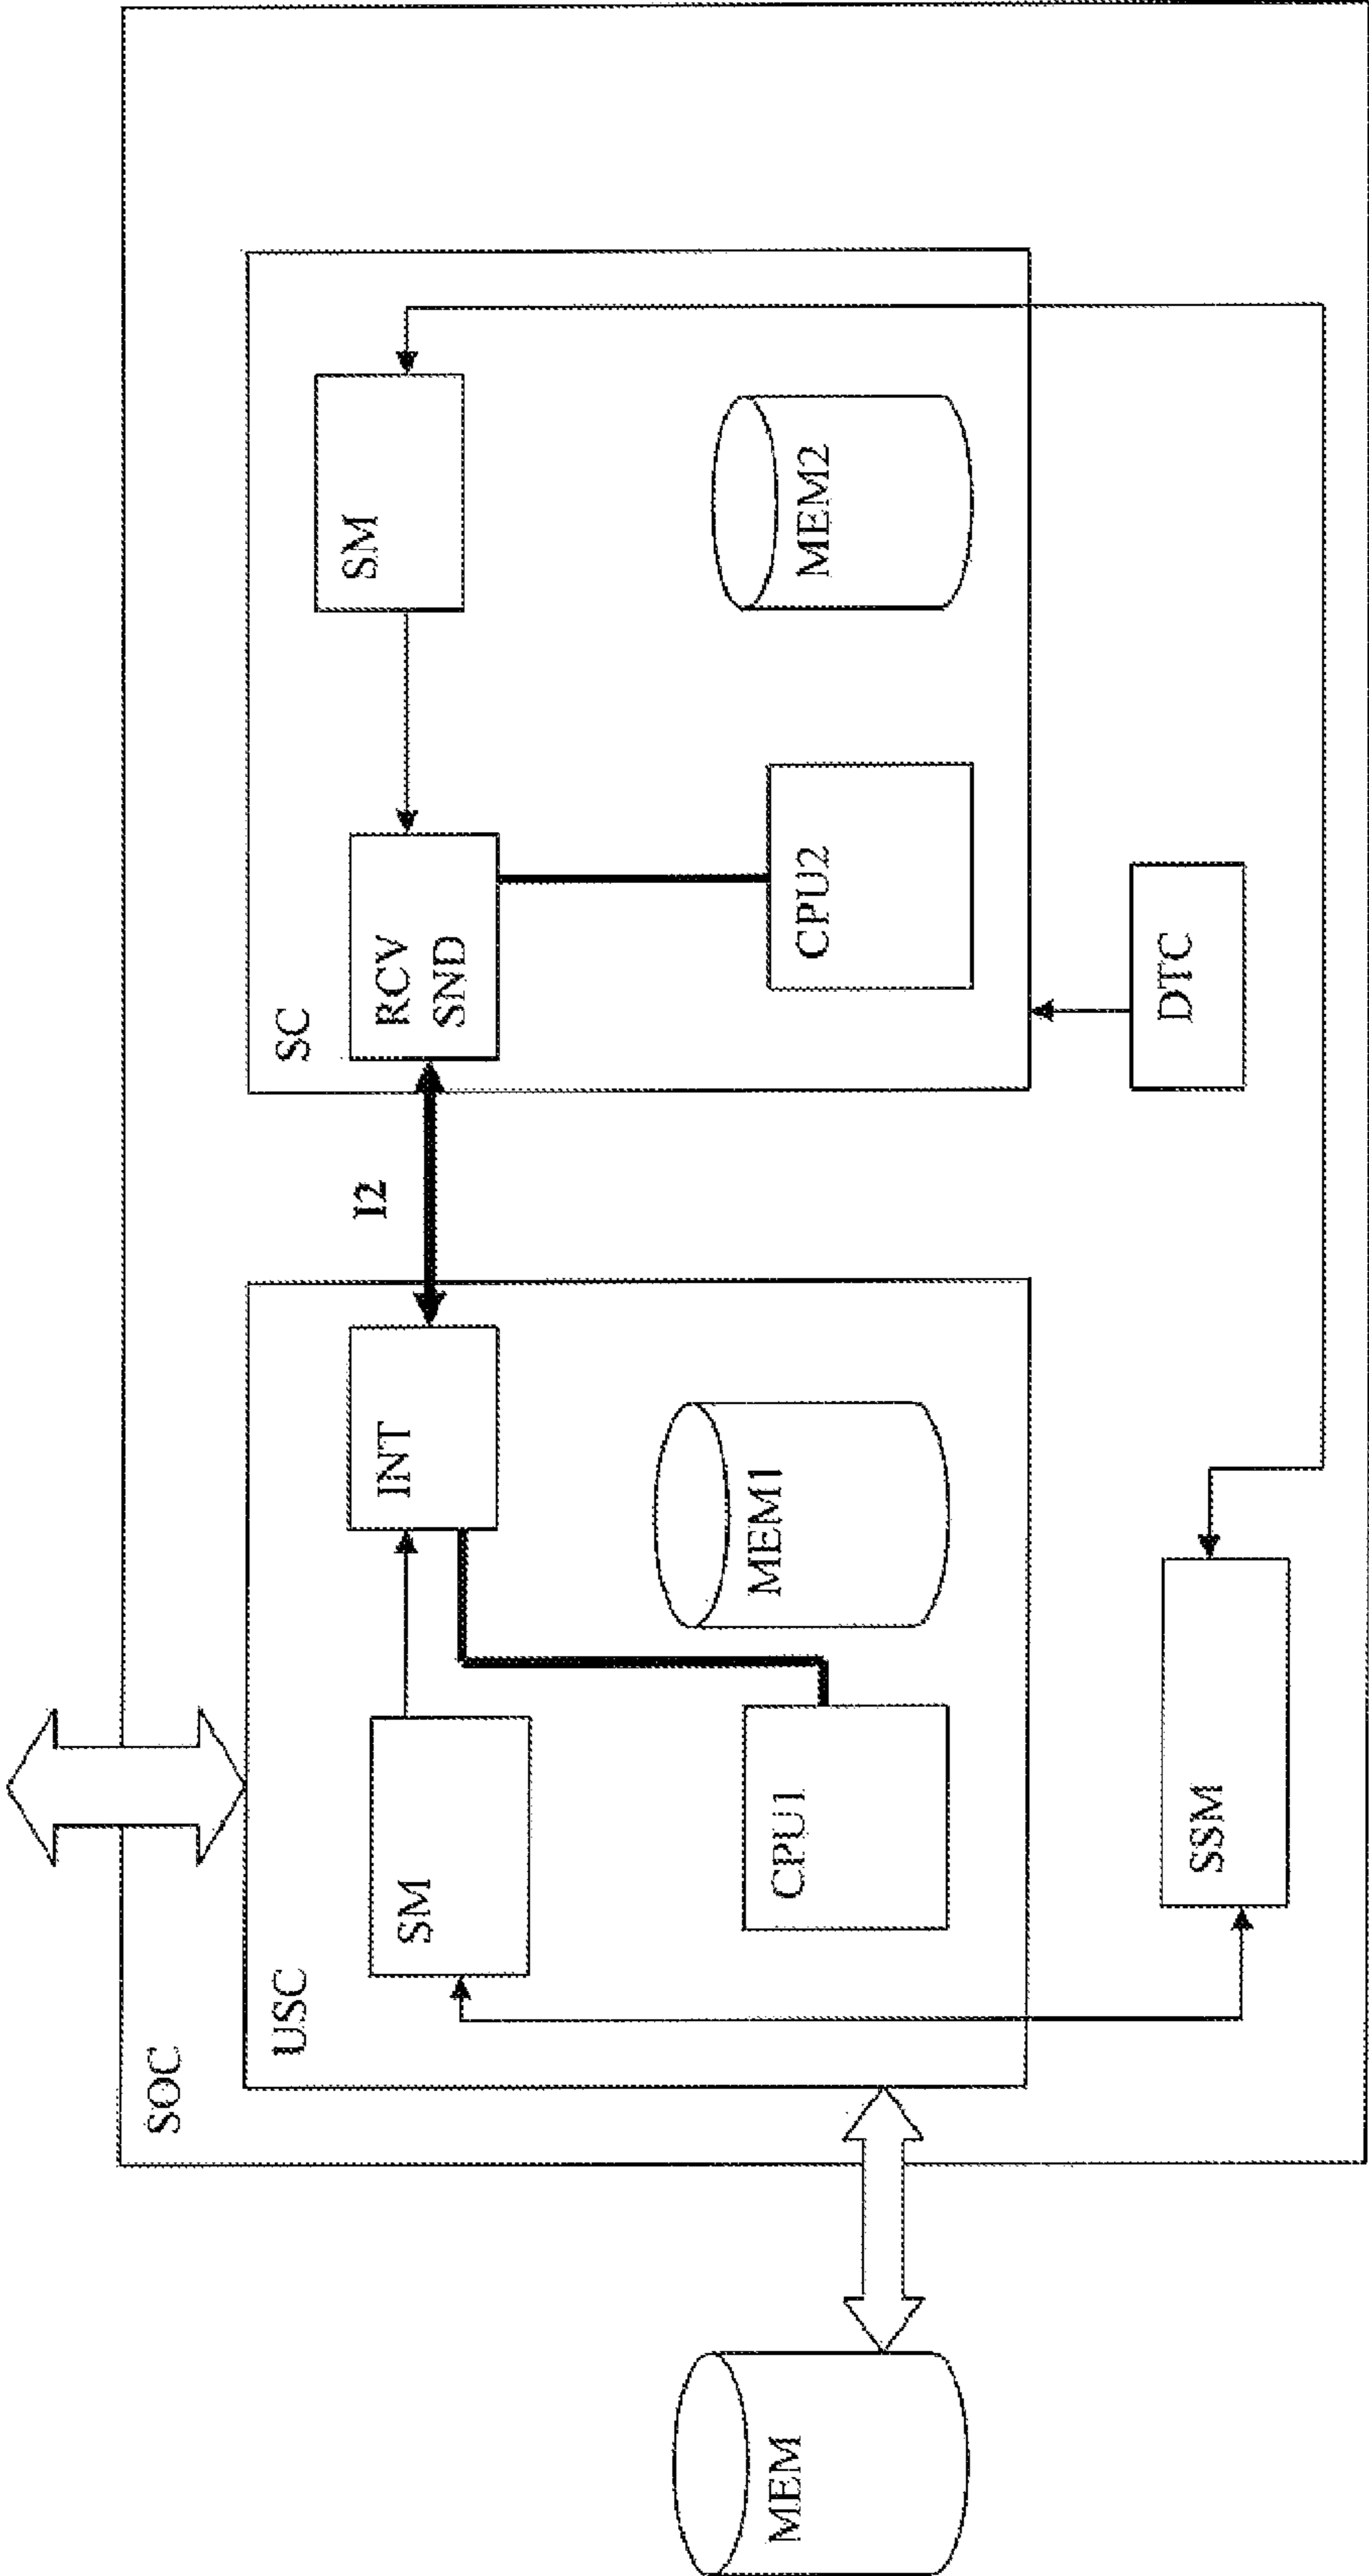 SOC
USC
SC
SM
INT
I2
RCV
SND
SM
CPU1
MEM1
CPU2
MEM2
MEM
SSM
DTC